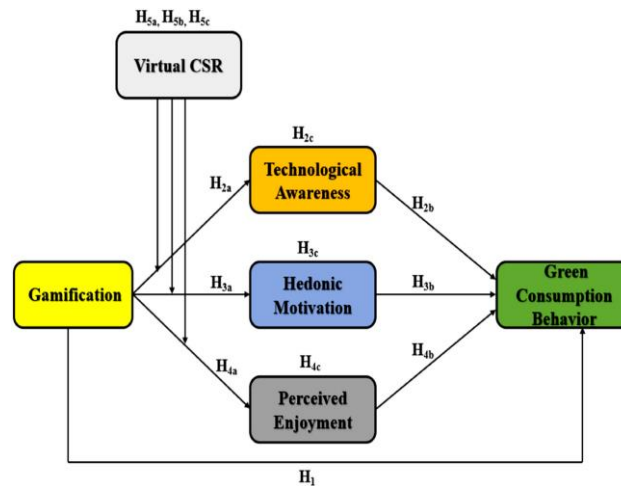 H5a, H5b, H5c
Virtual CSR
H2c
Technological
Awareness
H2a
H2b
H3c
Gamification
H3a
Hedonic
Motivation
H3b
Green
Consumption
Behavior
H4a
H4c
H4b
Perceived
Enjoyment
H1